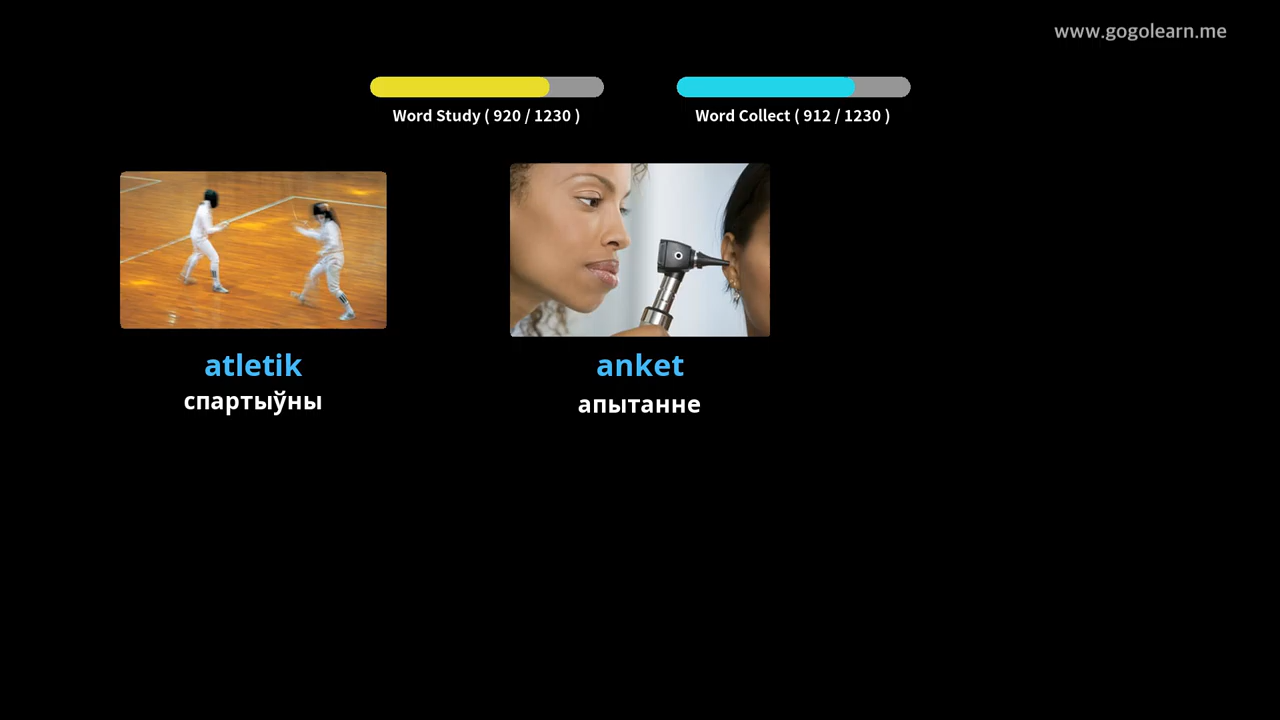 www.gogolearn.me
Word Study ( 920 / 1230 )
Word Collect ( 912 / 1230 )
atletik
спартыўны
anket
апытанне